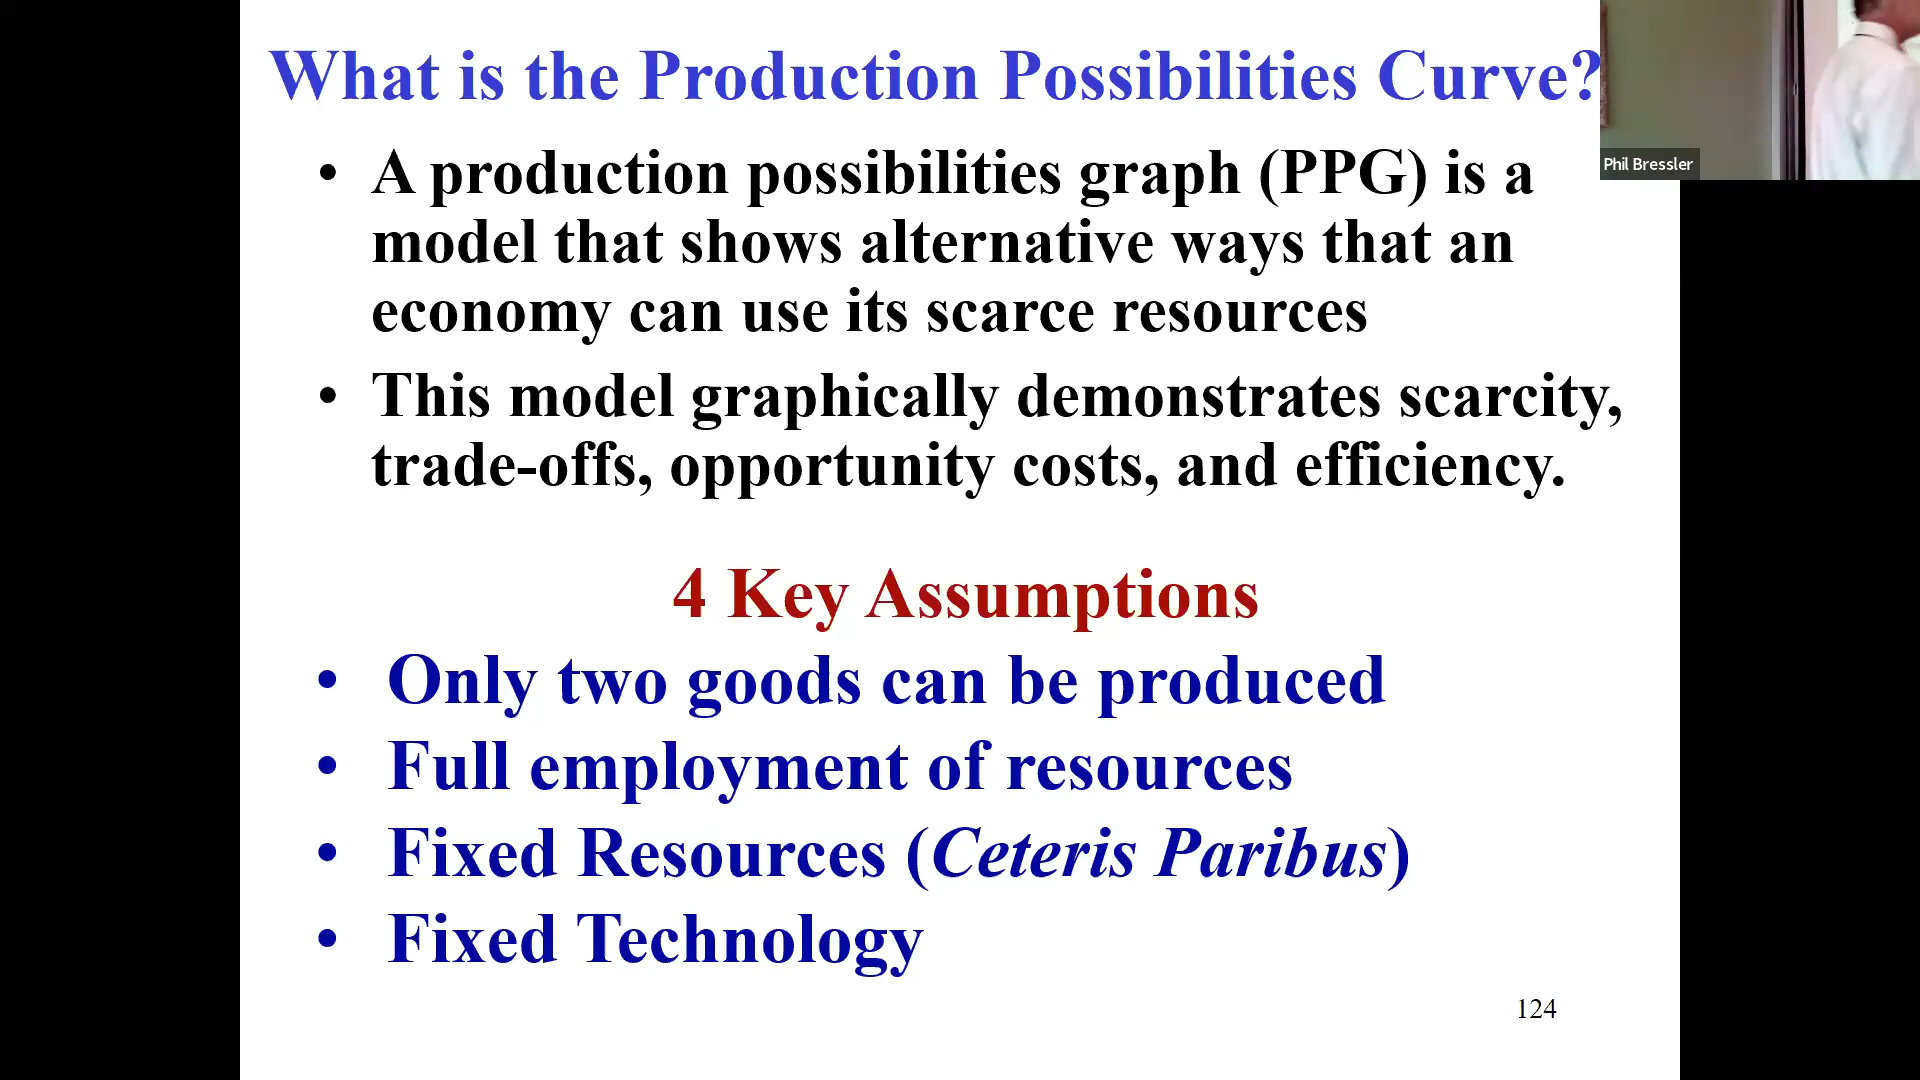 What is the Production Possibilities Curve?
Phil Bressler
• A production possibilities graph (PPG) is a
model that shows alternative ways that an
economy can use its scarce resources
• This model graphically demonstrates scarcity,
trade-offs, opportunity costs, and efficiency.
4 Key Assumptions
• Only two goods can be produced
• Full employment of resources
• Fixed Resources (Ceteris Paribus)
• Fixed Technology
124